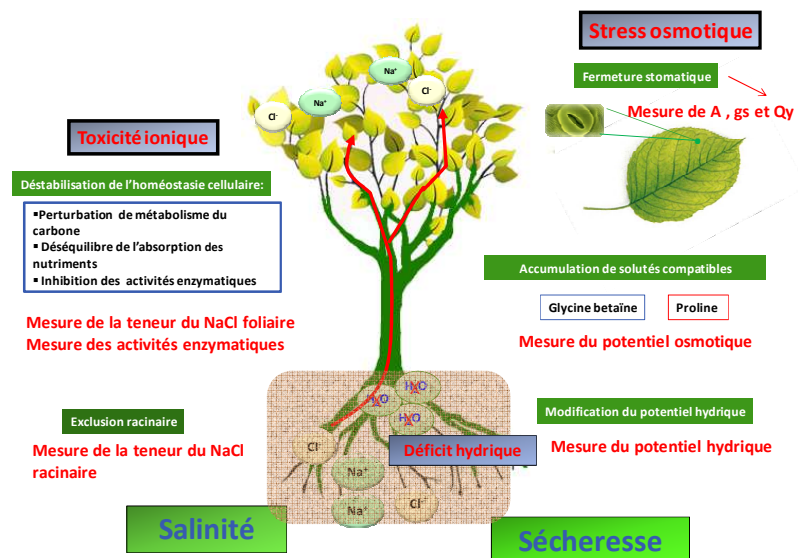 Stress osmotique
Fermeture stomatique
Mesure de A , gs et Qy
Na⁺
Cl⁻
Na⁺
Cl⁻
Toxicité ionique
Déstabilisation de l’homéostasie cellulaire:
▪Perturbation de métabolisme du
carbone
▪ Déséquilibre de l’absorption des
nutriments
▪ Inhibition des activités enzymatiques
Mesure de la teneur du NaCl foliaire
Mesure des activités enzymatiques
Accumulation de solutés compatibles
Glycine betaïne
Proline
Mesure du potentiel osmotique
H₂O
H₂O
H₂O
Exclusion racinaire
Mesure de la teneur du NaCl
racinaire
Modification du potentiel hydrique
Mesure du potentiel hydrique
Cl⁻
Déficit hydrique
Na⁺
Na⁺
Cl⁻
Salinité
Sécheresse